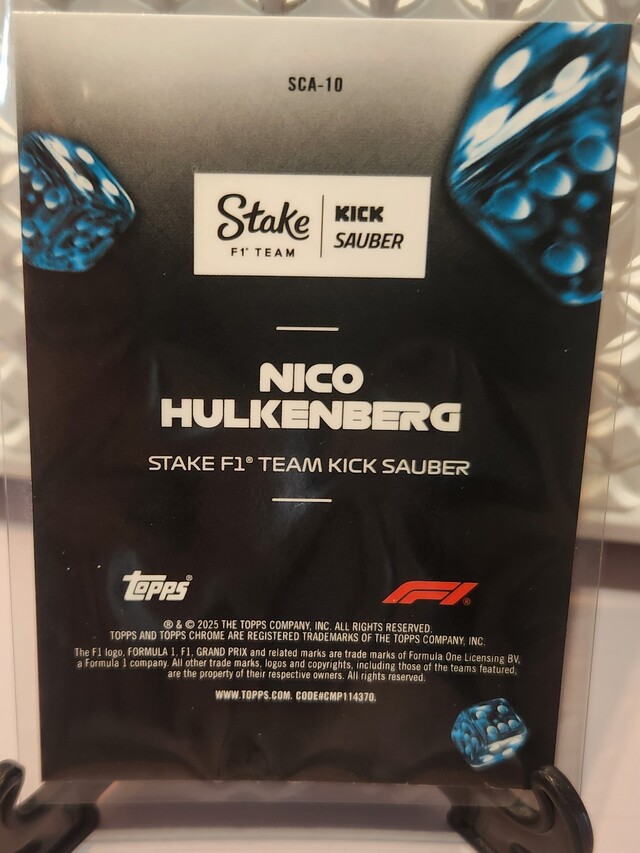 SCA-10
Stake
F1® TEAM
KICK
SAUBER
NICO
HULKENBERG
STAKE F1® TEAM KICK SAUBER
Topps®
F1®
® & © 2025 THE TOPPS COMPANY, INC. ALL RIGHTS RESERVED.
TOPPS AND TOPPS CHROME ARE REGISTERED TRADEMARKS OF THE TOPPS COMPANY, INC.
The F1 logo, FORMULA 1, F1, GRAND PRIX and related marks are trade marks of Formula One Licensing BV,
a Formula 1 company. All other trade marks, logos and copyrights, including those of the teams featured,
are the property of their respective owners. All rights reserved.
WWW.TOPPS.COM. CODE#CMP114370.